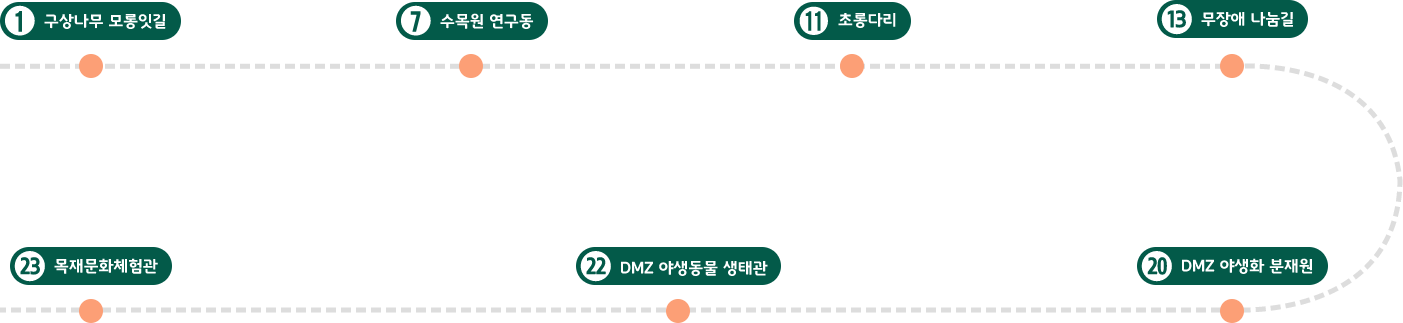 1 구상나무 모롱잇길
7 수목원 연구동
11 초롱다리
13 무장애 나눔길
23 목재문화체험관
22 DMZ 야생동물 생태관
20 DMZ 야생화 분재원